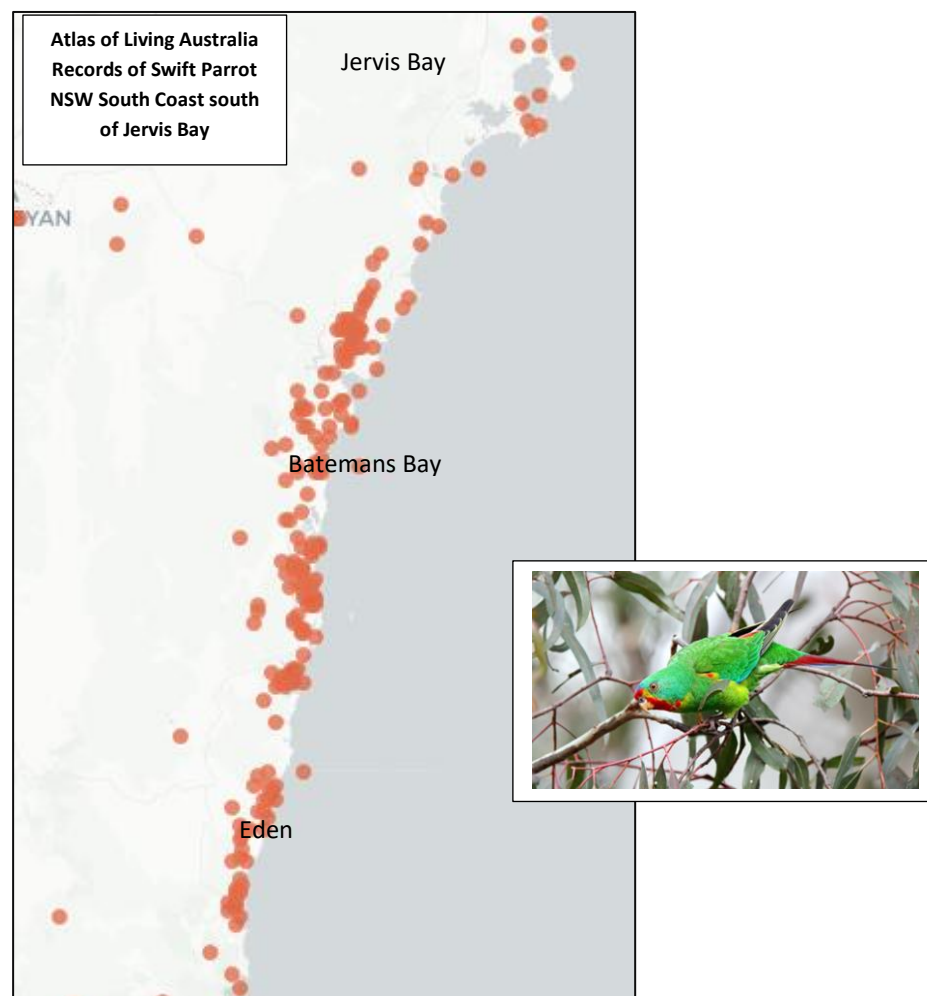 Atlas of Living Australia
Records of Swift Parrot
NSW South Coast south
of Jervis Bay
Jervis Bay
YAN
Batemans Bay
Eden